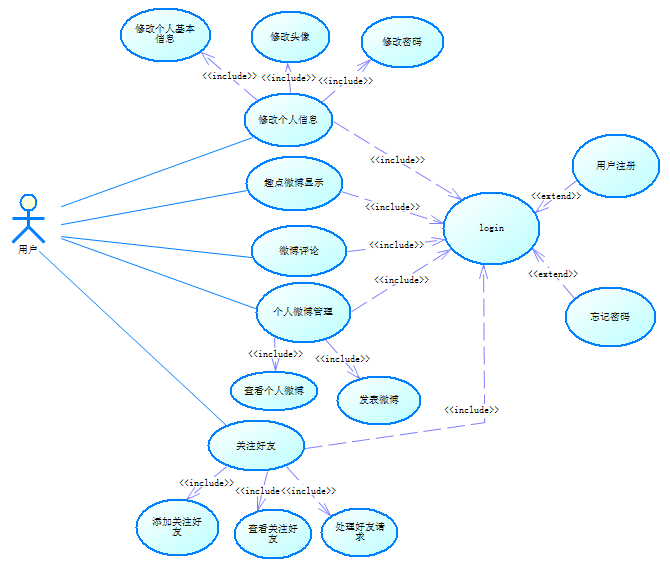 修改个人基本
信息
修改头像
修改密码
<<include>>
<<include>>
<<include>>
修改个人信息
<<include>>
用户注册
趣点微博显示
<<extend>>
<<include>>
login
用户
微博评论
<<include>>
<<include>>
<<extend>>
个人微博管理
忘记密码
<<include>>
<<include>>
查看个人微博
发表微博
<<include>>
关注好友
<<include>>
<<include
<<include>>
添加关注好
友
查看关注好
友
处理好友请
求